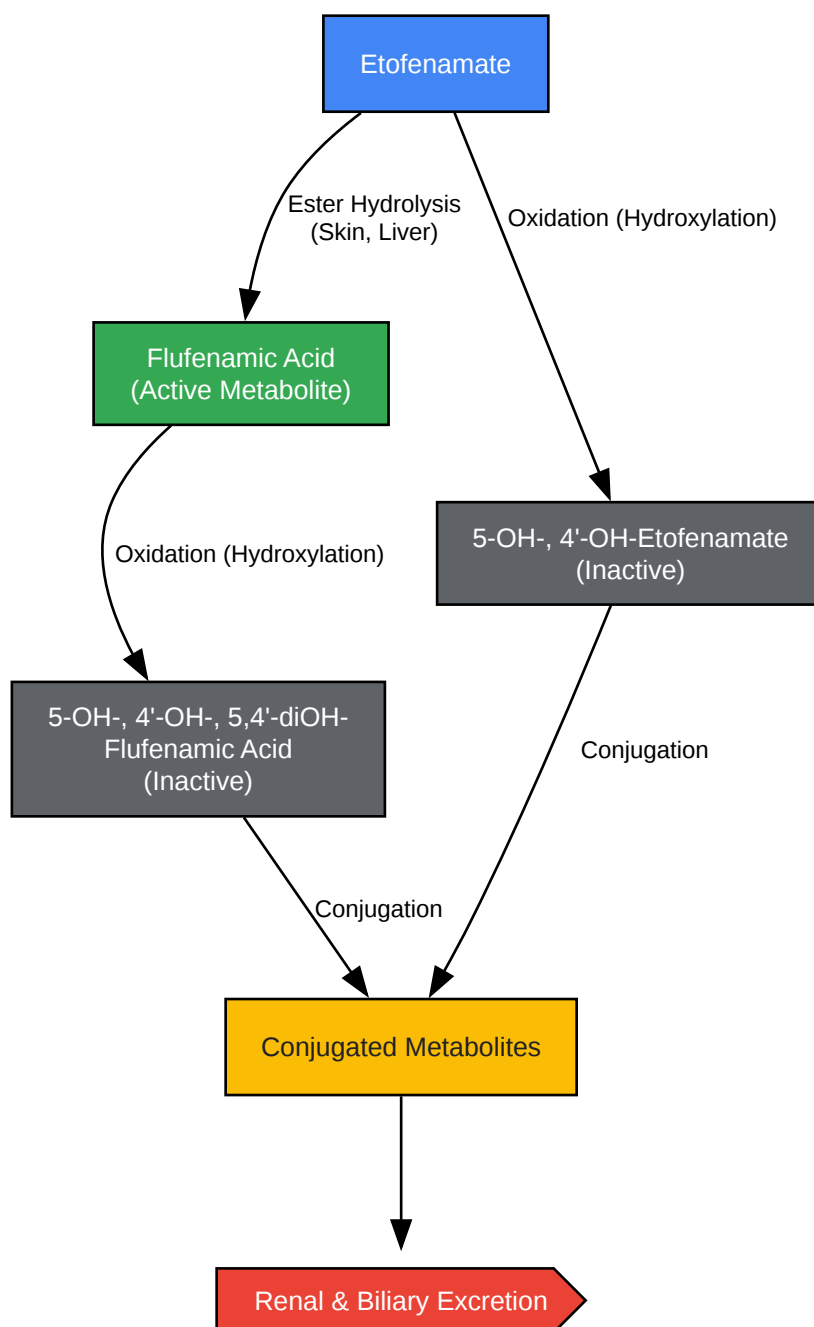 Etofenamate
Ester Hydrolysis
(Skin, Liver)
Oxidation (Hydroxylation)
Flufenamic Acid
(Active Metabolite)
5-OH-, 4'-OH-Etofenamate
(Inactive)
Oxidation (Hydroxylation)
5-OH-, 4'-OH-, 5,4'-diOH-
Flufenamic Acid
(Inactive)
Conjugation
Conjugation
Conjugated Metabolites
Renal & Biliary Excretion